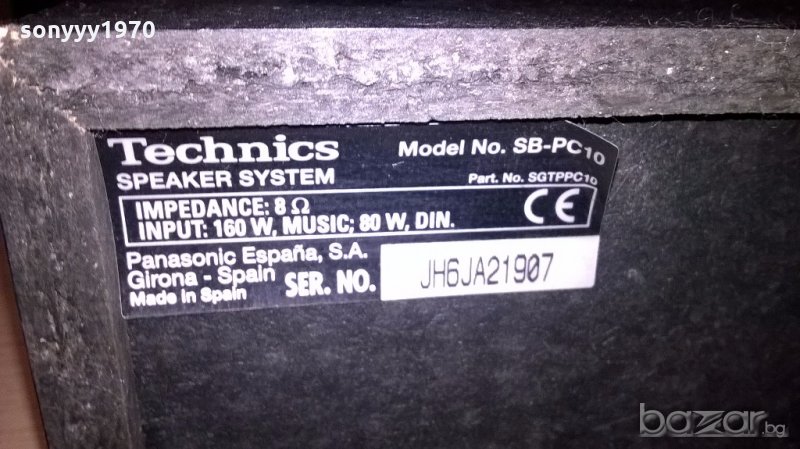 sonyyy1970
Technics Model No. SB-PC10
SPEAKER SYSTEM Part. No. SGTPPC10
IMPEDANCE: 8 Ω
INPUT: 160 W, MUSIC; 80 W, DIN. CE
Panasonic España, S.A.
Girona - Spain
Made in Spain SER. NO. JH6JA21907
bazar.bg